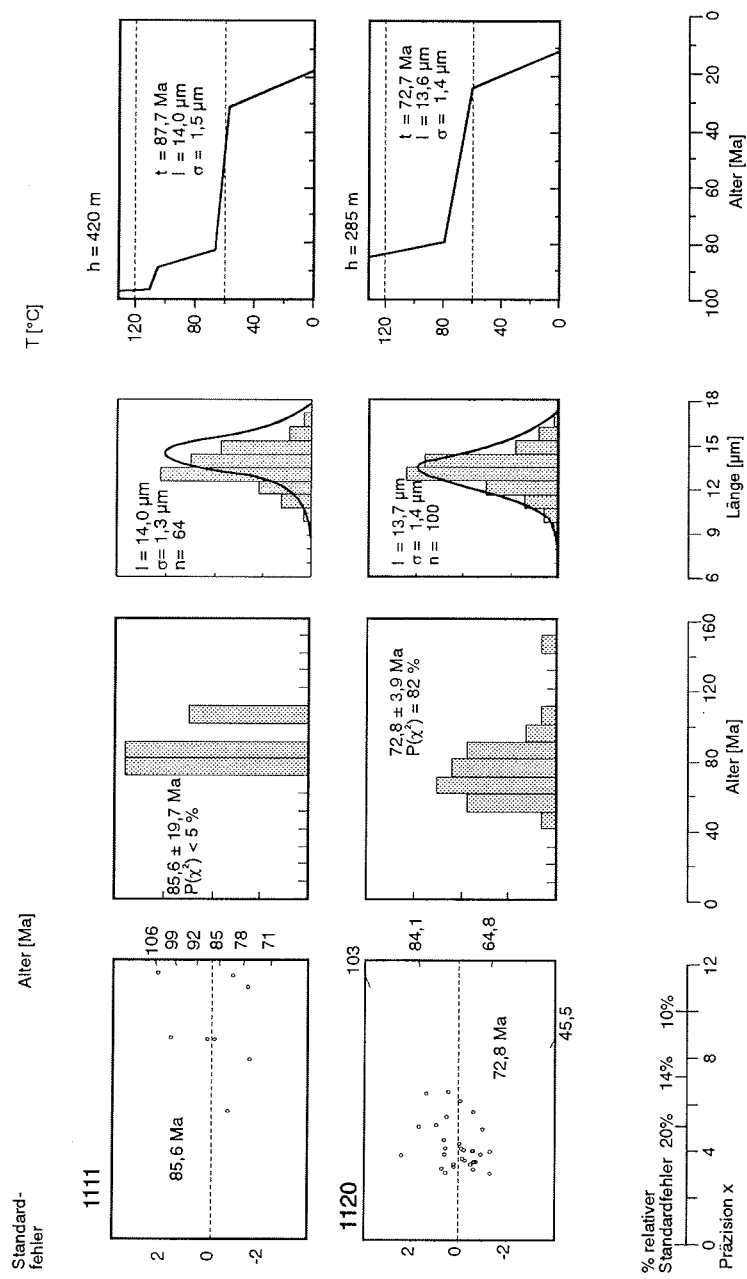 Standard-
fehler
Alter [Ma]
T [°C]
1111
h = 420 m
2
0
-2
85,6 Ma
106
99
92
85
78
71
85,6 ± 19,7 Ma
P(χ²) < 5 %
l = 14,0 µm
σ= 1,3 µm
n= 64
120
80
40
0
t = 87,7 Ma
l = 14,0 µm
σ = 1,5 µm
1120
h = 285 m
2
0
-2
72,8 Ma
103
84,1
64,8
45,5
72,8 ± 3,9 Ma
P(χ²) = 82 %
l = 13,7 µm
σ = 1,4 µm
n = 100
120
80
40
0
t = 72,7 Ma
l = 13,6 µm
σ = 1,4 µm
% relativer
Standardfehler 20% 14% 10%
Präzision x
0 4 8 12
0 40 80 120 160
Alter [Ma]
6 9 12 15 18
Länge [µm]
100 80 60 40 20 0
Alter [Ma]